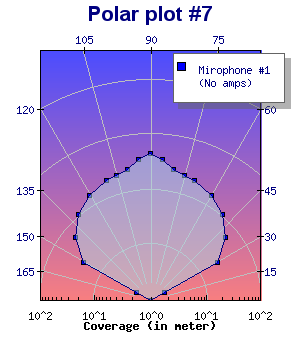 Polar plot #7
105 90 75
Mirophone #1
(No amps)
120 60
135 45
150 30
165 15
10^2 10^1 10^0 10^1 10^2
Coverage (in meter)